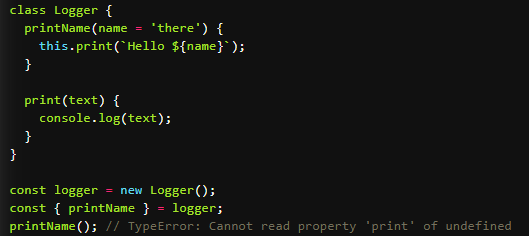 class Logger {
  printName(name = 'there') {
    this.print(`Hello ${name}`);
  }

  print(text) {
    console.log(text);
  }
}

const logger = new Logger();
const { printName } = logger;
printName(); // TypeError: Cannot read property 'print' of undefined